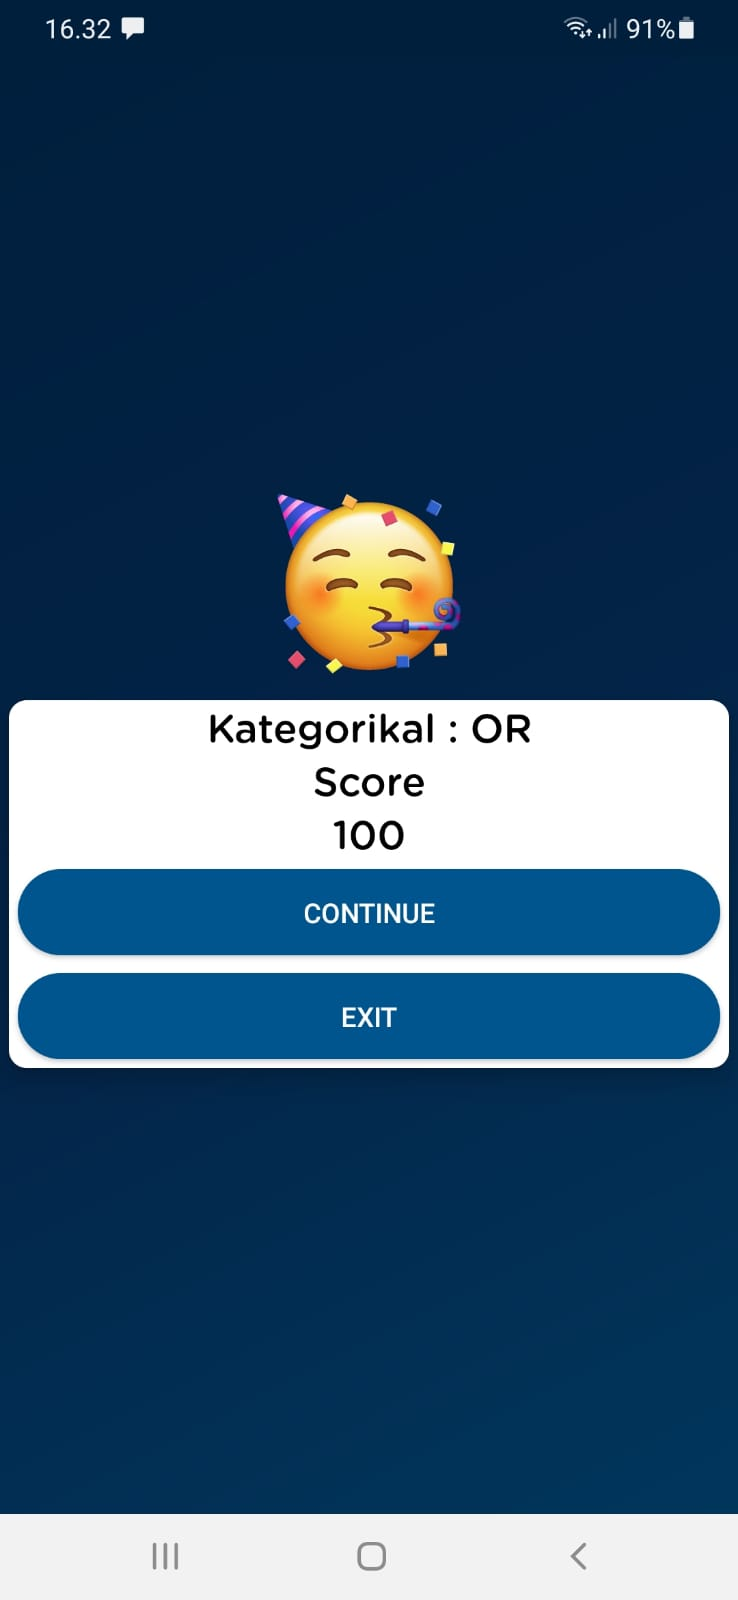 16.32
91%
Kategorikal : OR
Score
100
CONTINUE
EXIT